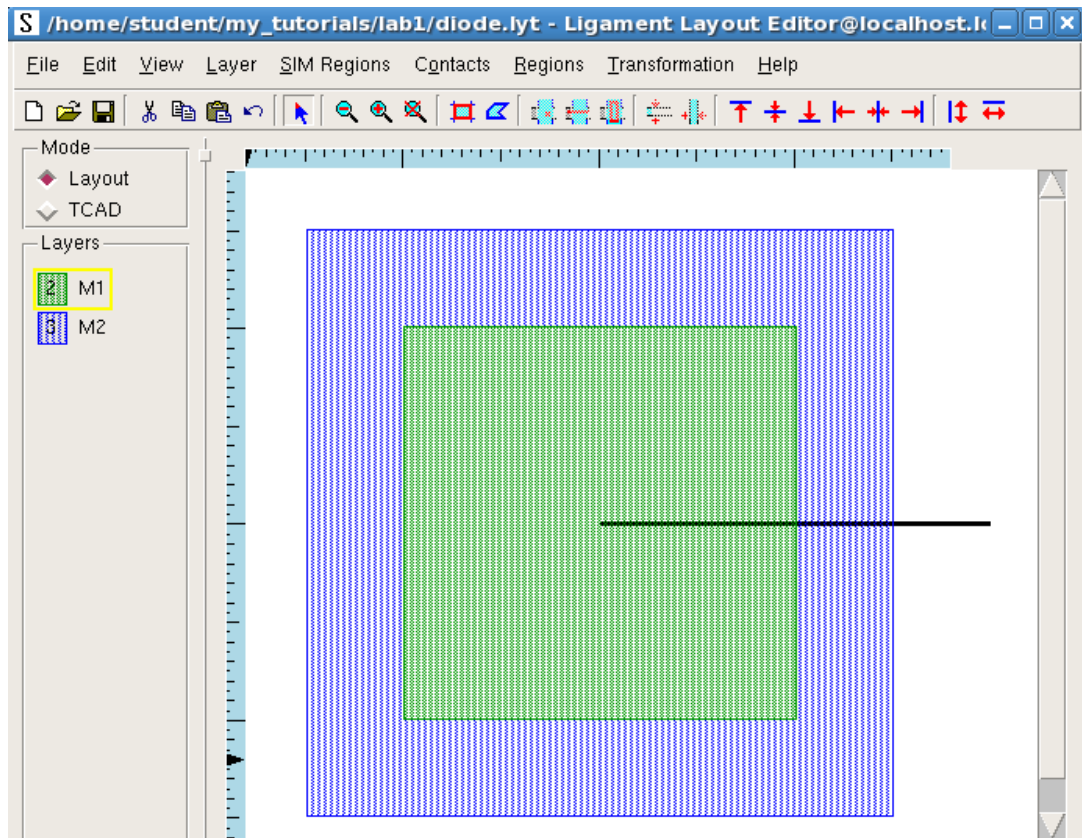 S /home/student/my_tutorials/lab1/diode.lyt - Ligament Layout Editor@localhost.l
File Edit View Layer SIM Regions Contacts Regions Transformation Help
Mode
Layout
TCAD
Layers
2 M1
3 M2